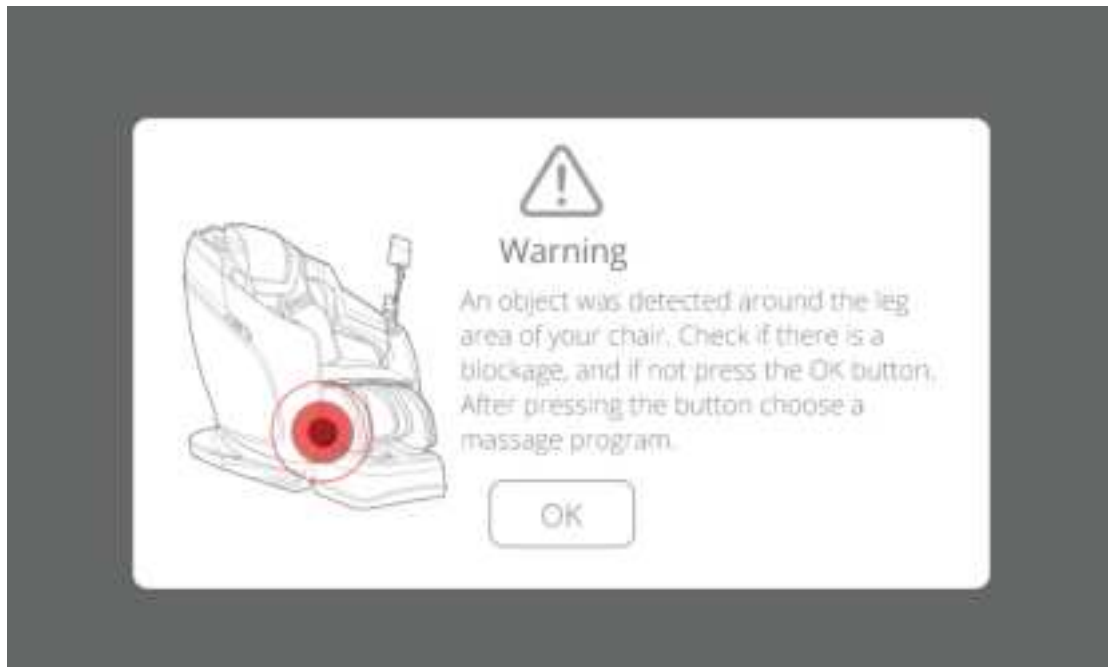 Warning
An object was detected around the leg
area of your chair. Check if there is a
blockage, and if not press the OK button.
After pressing the button choose a
massage program.
OK